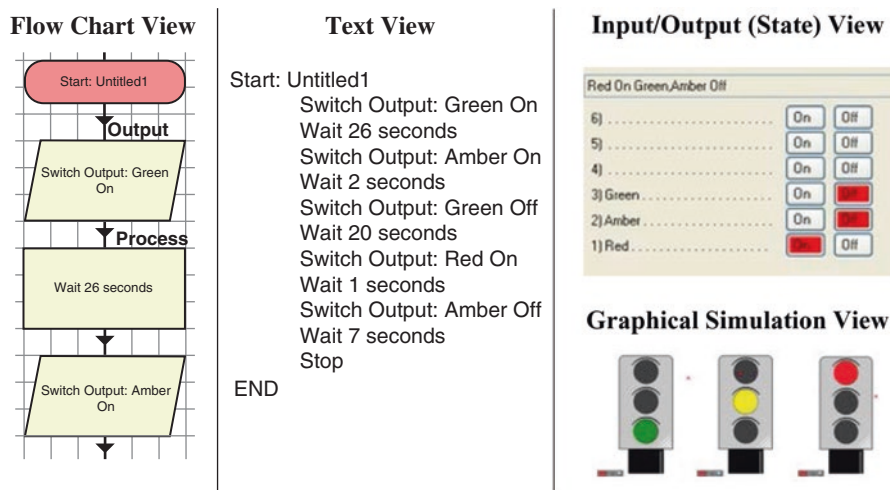 Flow Chart View
Start: Untitled1
Output
Switch Output: Green
On
Process
Wait 26 seconds
Switch Output: Amber
On
Text View
Start: Untitled1
Switch Output: Green On
Wait 26 seconds
Switch Output: Amber On
Wait 2 seconds
Switch Output: Green Off
Wait 20 seconds
Switch Output: Red On
Wait 1 seconds
Switch Output: Amber Off
Wait 7 seconds
Stop
END
Input/Output (State) View
Red On Green,Amber Off
6) . . . . . . . . . . . . . . . . . . . . On Off
5) . . . . . . . . . . . . . . . . . . . . On Off
4) . . . . . . . . . . . . . . . . . . . . On Off
3) Green . . . . . . . . . . . . . . . On Off
2) Amber . . . . . . . . . . . . . . . On Off
1) Red . . . . . . . . . . . . . . . . . On Off
Graphical Simulation View